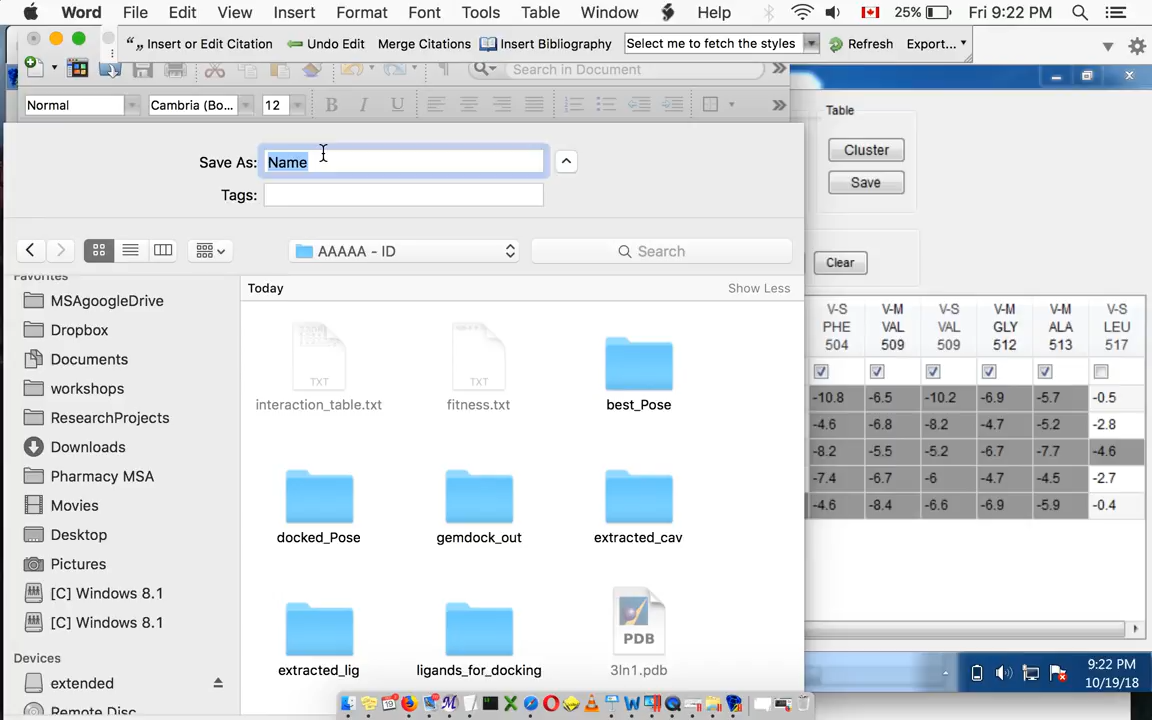 Word File Edit View Insert Format Font Tools Table Window Help 25% Fri 9:22 PM
Insert or Edit Citation Undo Edit Merge Citations Insert Bibliography Select me to fetch the styles Refresh Export...
Search in Document
Normal Cambria (Bo... 12 B I U
Table
Cluster
Save
Clear
Save As: Name
Tags:
AAAAA - ID
Search
Favorites
MSAgoogleDrive
Dropbox
Documents
workshops
ResearchProjects
Downloads
Pharmacy MSA
Movies
Desktop
Pictures
[C] Windows 8.1
[C] Windows 8.1
Devices
extended
Remote Disc
Today Show Less
TXT TXT
interaction_table.txt fitness.txt best_Pose
docked_Pose gemdock_out extracted_cav
PDB
extracted_lig ligands_for_docking 3ln1.pdb
V-S V-M V-S V-M V-M V-S
PHE VAL VAL GLY ALA LEU
504 509 509 512 513 517
-10.8 -6.5 -10.2 -6.9 -5.7 -0.5
-4.6 -6.8 -8.2 -4.7 -5.2 -2.8
-8.2 -5.5 -5.2 -6.7 -7.7 -4.6
-7.4 -6.7 -6 -4.7 -4.5 -2.7
-4.6 -8.4 -6.6 -6.9 -5.9 -0.4
9:22 PM
10/19/18